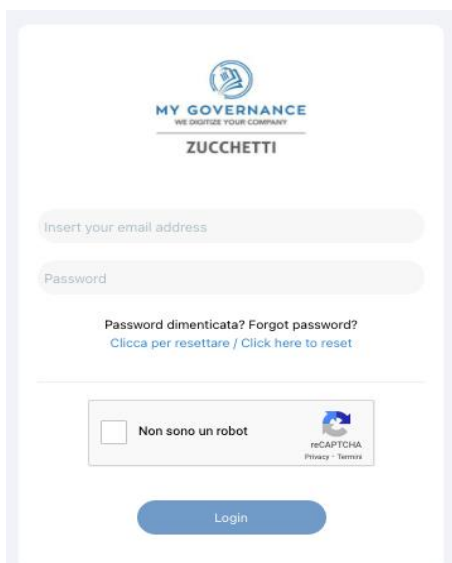 MY GOVERNANCE
WE DIGITIZE YOUR COMPANY
ZUCCHETTI
Insert your email address
Password
Password dimenticata? Forgot password?
Clicca per resettare / Click here to reset
Non sono un robot
reCAPTCHA
Privacy - Termini
Login